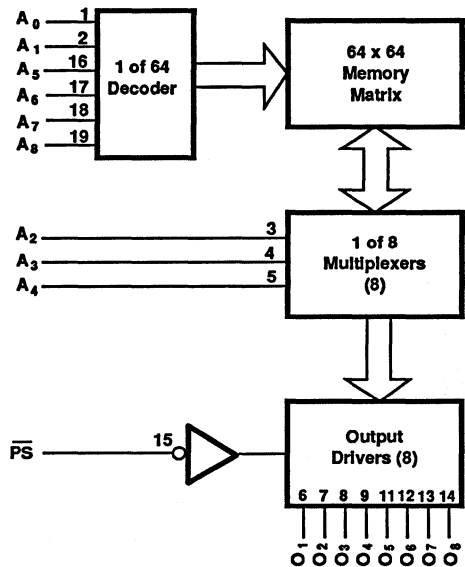 A0 1
A1 2
A5 16
A6 17
A7 18
A8 19
1 of 64
Decoder
64 x 64
Memory
Matrix
A2 3
A3 4
A4 5
1 of 8
Multiplexers
(8)
PS 15
Output
Drivers (8)
6 7 8 9 11 12 13 14
O1 O2 O3 O4 O5 O6 O7 O8